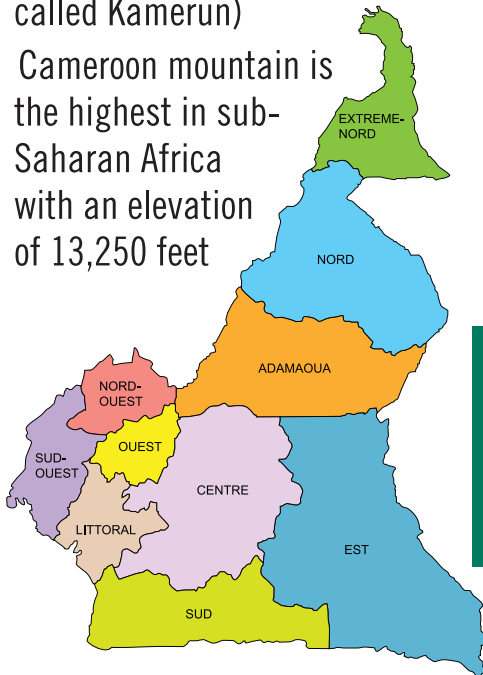 called Kamerun)
Cameroon mountain is
the highest in sub-
Saharan Africa
with an elevation
of 13,250 feet
EXTREME-
NORD
NORD
ADAMAOUA
NORD-
OUEST
OUEST
SUD-
OUEST
CENTRE
LITTORAL
EST
SUD